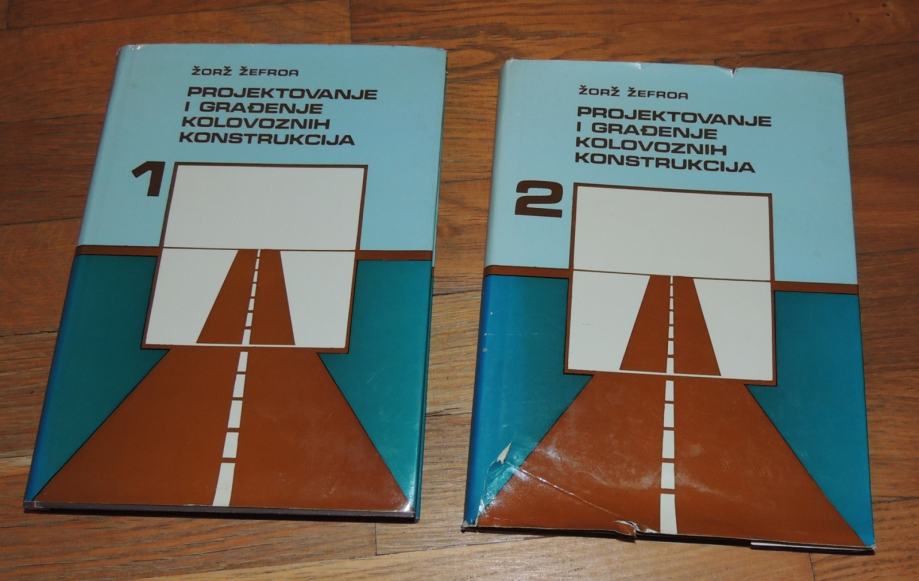 ŽORŽ ŽEFROA
PROJEKTOVANJE
I GRAĐENJE
KOLOVOZNIH
KONSTRUKCIJA
1
ŽORŽ ŽEFROA
PROJEKTOVANJE
I GRAĐENJE
KOLOVOZNIH
KONSTRUKCIJA
2